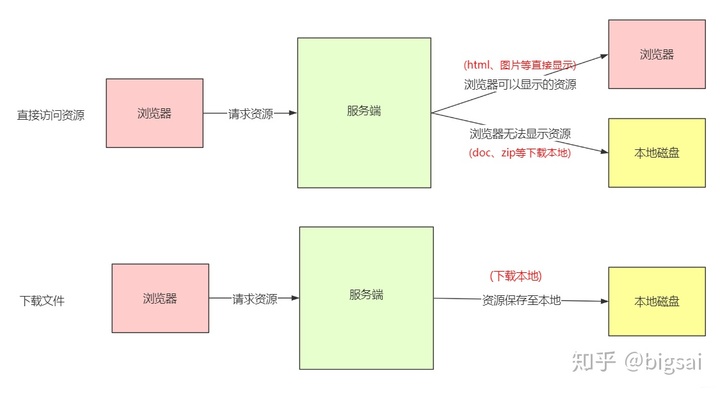 (html、图片等直接显示)
浏览器
浏览器可以显示的资源
直接访问资源
浏览器
请求资源
服务端
浏览器无法显示资源
(doc、zip等下载本地)
本地磁盘
下载文件
浏览器
请求资源
服务端
(下载本地)
资源保存至本地
本地磁盘
知乎 @bigsai